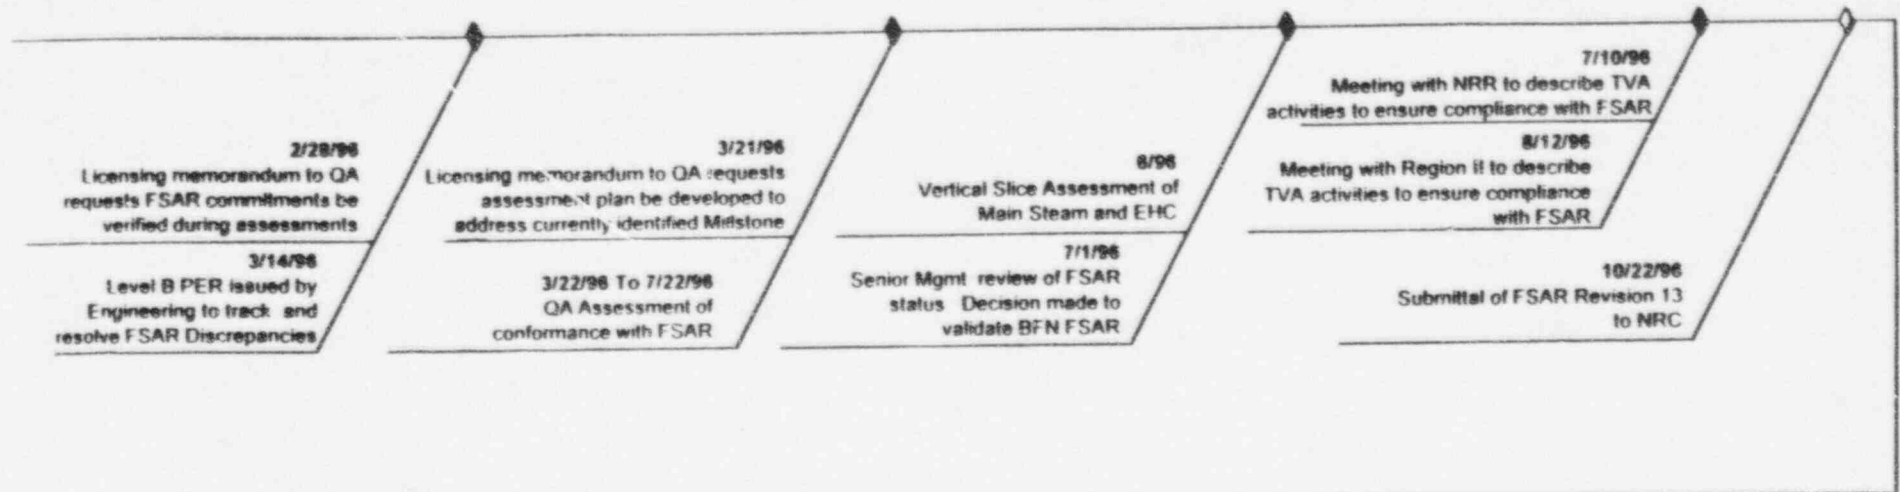 2/28/96
Licensing memorandum to QA
requests FSAR commitments be
verified during assessments
3/14/96
Level B PER issued by
Engineering to track and
resolve FSAR Discrepancies
3/21/96
Licensing memorandum to QA requests
assessment plan be developed to
address currently identified Millstone
3/22/96 To 7/22/96
QA Assessment of
conformance with FSAR
6/96
Vertical Slice Assessment of
Main Steam and EHC
7/1/96
Senior Mgmt review of FSAR
status Decision made to
validate BFN FSAR
7/10/96
Meeting with NRR to describe TVA
activities to ensure compliance with FSAR
8/12/96
Meeting with Region II to describe
TVA activities to ensure compliance
with FSAR
10/22/96
Submittal of FSAR Revision 13
to NRC